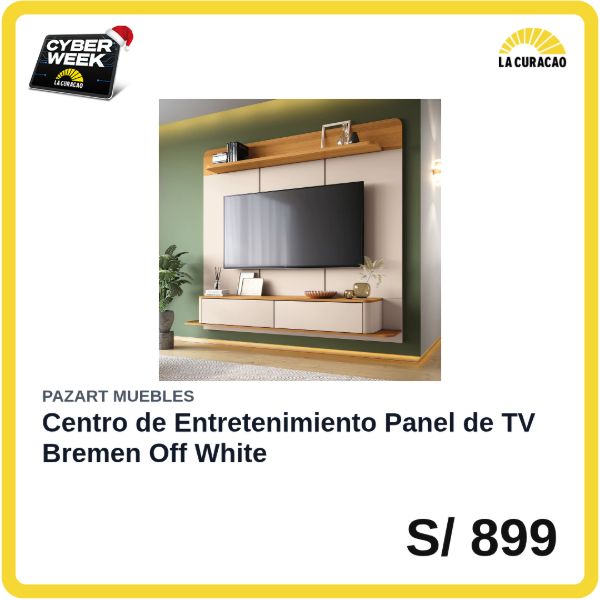 CYBER
WEEK
LA CURACAO
LA CURACAO
PAZART MUEBLES
Centro de Entretenimiento Panel de TV
Bremen Off White
S/ 899